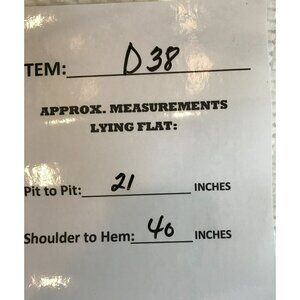 TEM: D38
APPROX. MEASUREMENTS
LYING FLAT:
Pit to Pit: 21 INCHES
Shoulder to Hem: 40 INCHES